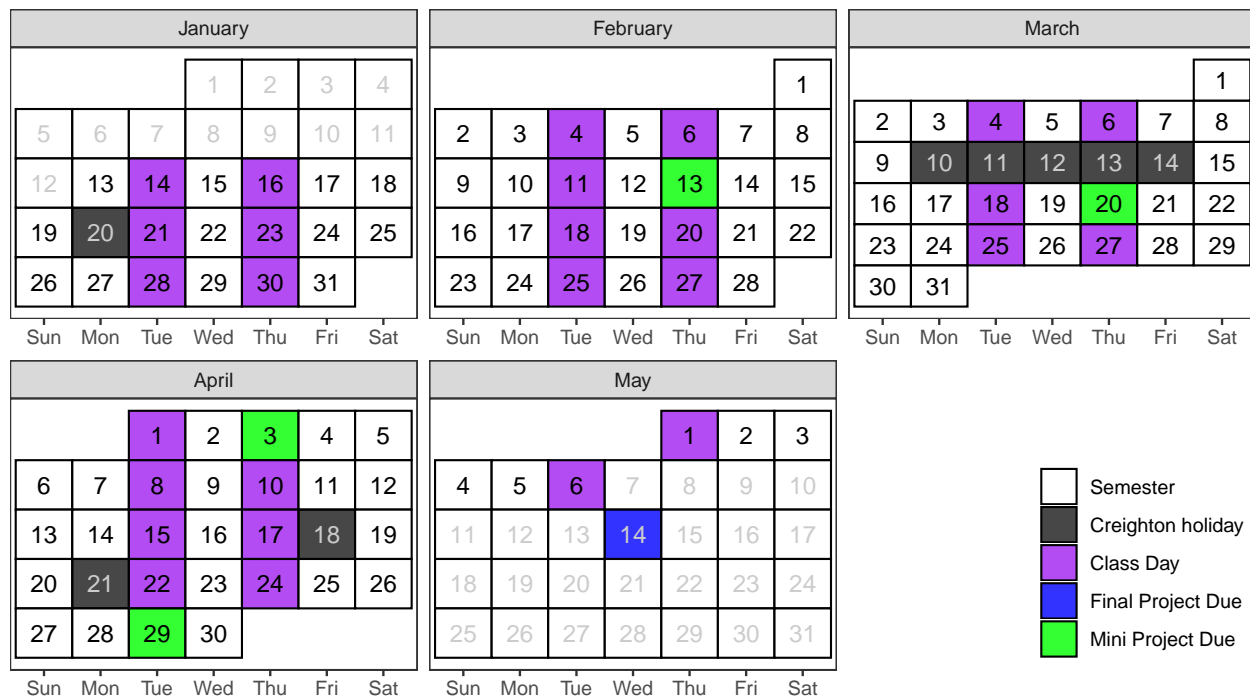 January
1 2 3 4
5 6 7 8 9 10 11
12 13 14 15 16 17 18
19 20 21 22 23 24 25
26 27 28 29 30 31
Sun Mon Tue Wed Thu Fri Sat
February
1
2 3 4 5 6 7 8
9 10 11 12 13 14 15
16 17 18 19 20 21 22
23 24 25 26 27 28
Sun Mon Tue Wed Thu Fri Sat
March
1
2 3 4 5 6 7 8
9 10 11 12 13 14 15
16 17 18 19 20 21 22
23 24 25 26 27 28 29
30 31
Sun Mon Tue Wed Thu Fri Sat
April
1 2 3 4 5
6 7 8 9 10 11 12
13 14 15 16 17 18 19
20 21 22 23 24 25 26
27 28 29 30
Sun Mon Tue Wed Thu Fri Sat
May
1 2 3
4 5 6 7 8 9 10
11 12 13 14 15 16 17
18 19 20 21 22 23 24
25 26 27 28 29 30 31
Sun Mon Tue Wed Thu Fri Sat
Semester
Creighton holiday
Class Day
Final Project Due
Mini Project Due